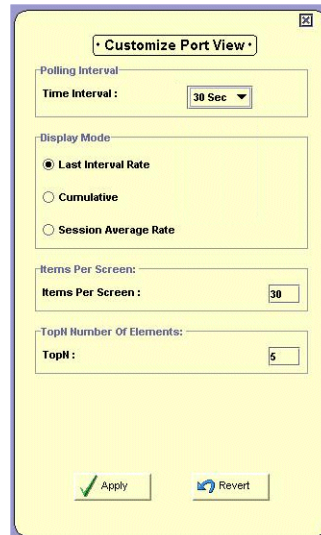 • Customize Port View •
Polling Interval
Time Interval : 30 Sec
Display Mode
Last Interval Rate
Cumulative
Session Average Rate
Items Per Screen:
Items Per Screen : 30
TopN Number Of Elements:
TopN : 5
Apply Revert